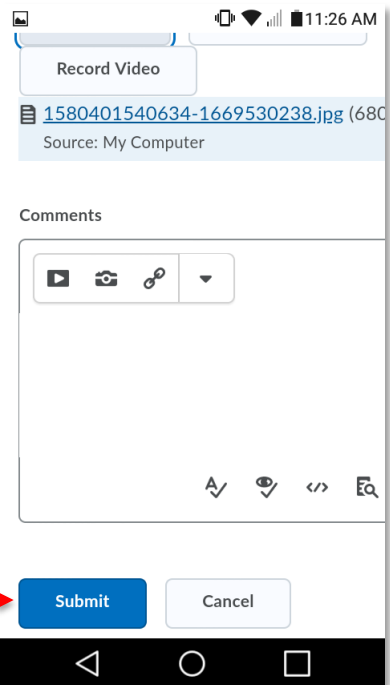 11:26 AM
Record Video
1580401540634-1669530238.jpg (680
Source: My Computer
Comments
Submit
Cancel